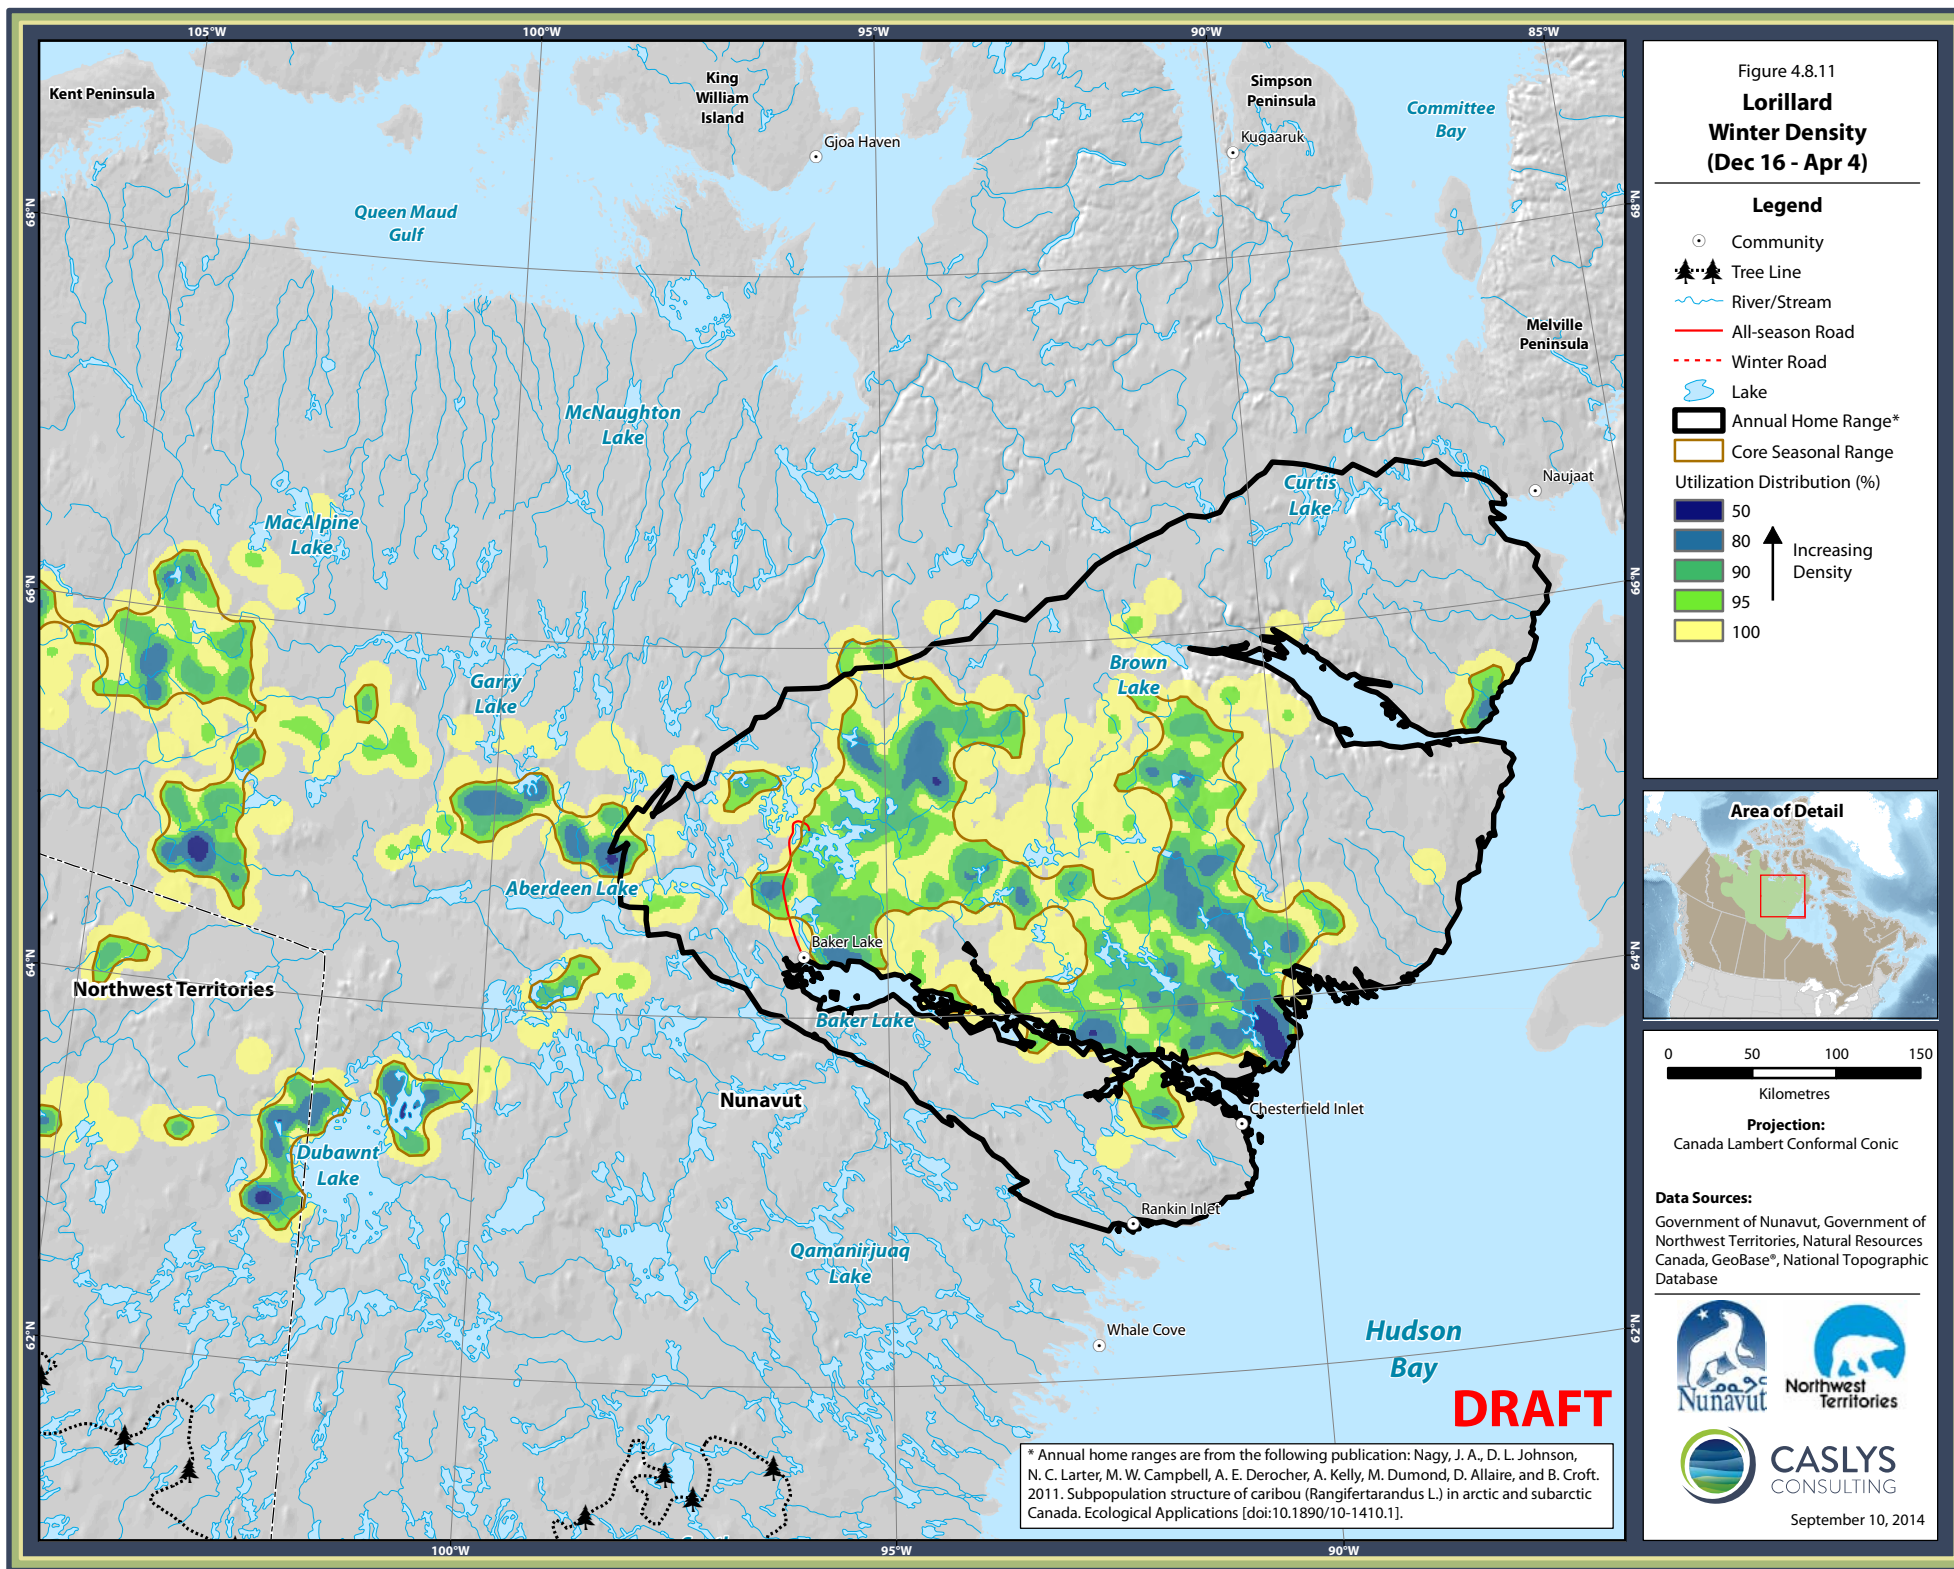 105°W
100°W
95°W
90°W
85°W
Kent Peninsula
King
William
Island
Simpson
Peninsula
Committee
Bay
Gjoa Haven
Kugaaruk
68°N
68°N
Queen Maud
Gulf
Melville
Peninsula
McNaughton
Lake
Naujaat
Curtis
Lake
MacAlpine
Lake
66°N
66°N
Brown
Lake
Garry
Lake
Aberdeen Lake
Baker Lake
64°N
64°N
Northwest Territories
Baker Lake
Nunavut
Chesterfield Inlet
Dubawnt
Lake
Rankin Inlet
Qamanirjuaq
Lake
Whale Cove
62°N
62°N
Hudson
Bay
DRAFT
* Annual home ranges are from the following publication: Nagy, J. A., D. L. Johnson,
N. C. Larter, M. W. Campbell, A. E. Derocher, A. Kelly, M. Dumond, D. Allaire, and B. Croft.
2011. Subpopulation structure of caribou (Rangifertarandus L.) in arctic and subarctic
Canada. Ecological Applications [doi:10.1890/10-1410.1].
100°W
95°W
90°W
Figure 4.8.11
Lorillard
Winter Density
(Dec 16 - Apr 4)
Legend
Community
Tree Line
River/Stream
All-season Road
Winter Road
Lake
Annual Home Range*
Core Seasonal Range
Utilization Distribution (%)
50
80
90
95
100
Increasing
Density
Area of Detail
0 50 100 150
Kilometres
Projection:
Canada Lambert Conformal Conic
Data Sources:
Government of Nunavut, Government of
Northwest Territories, Natural Resources
Canada, GeoBase®, National Topographic
Database
Nunavut
Northwest
Territories
CASLYS
CONSULTING
September 10, 2014